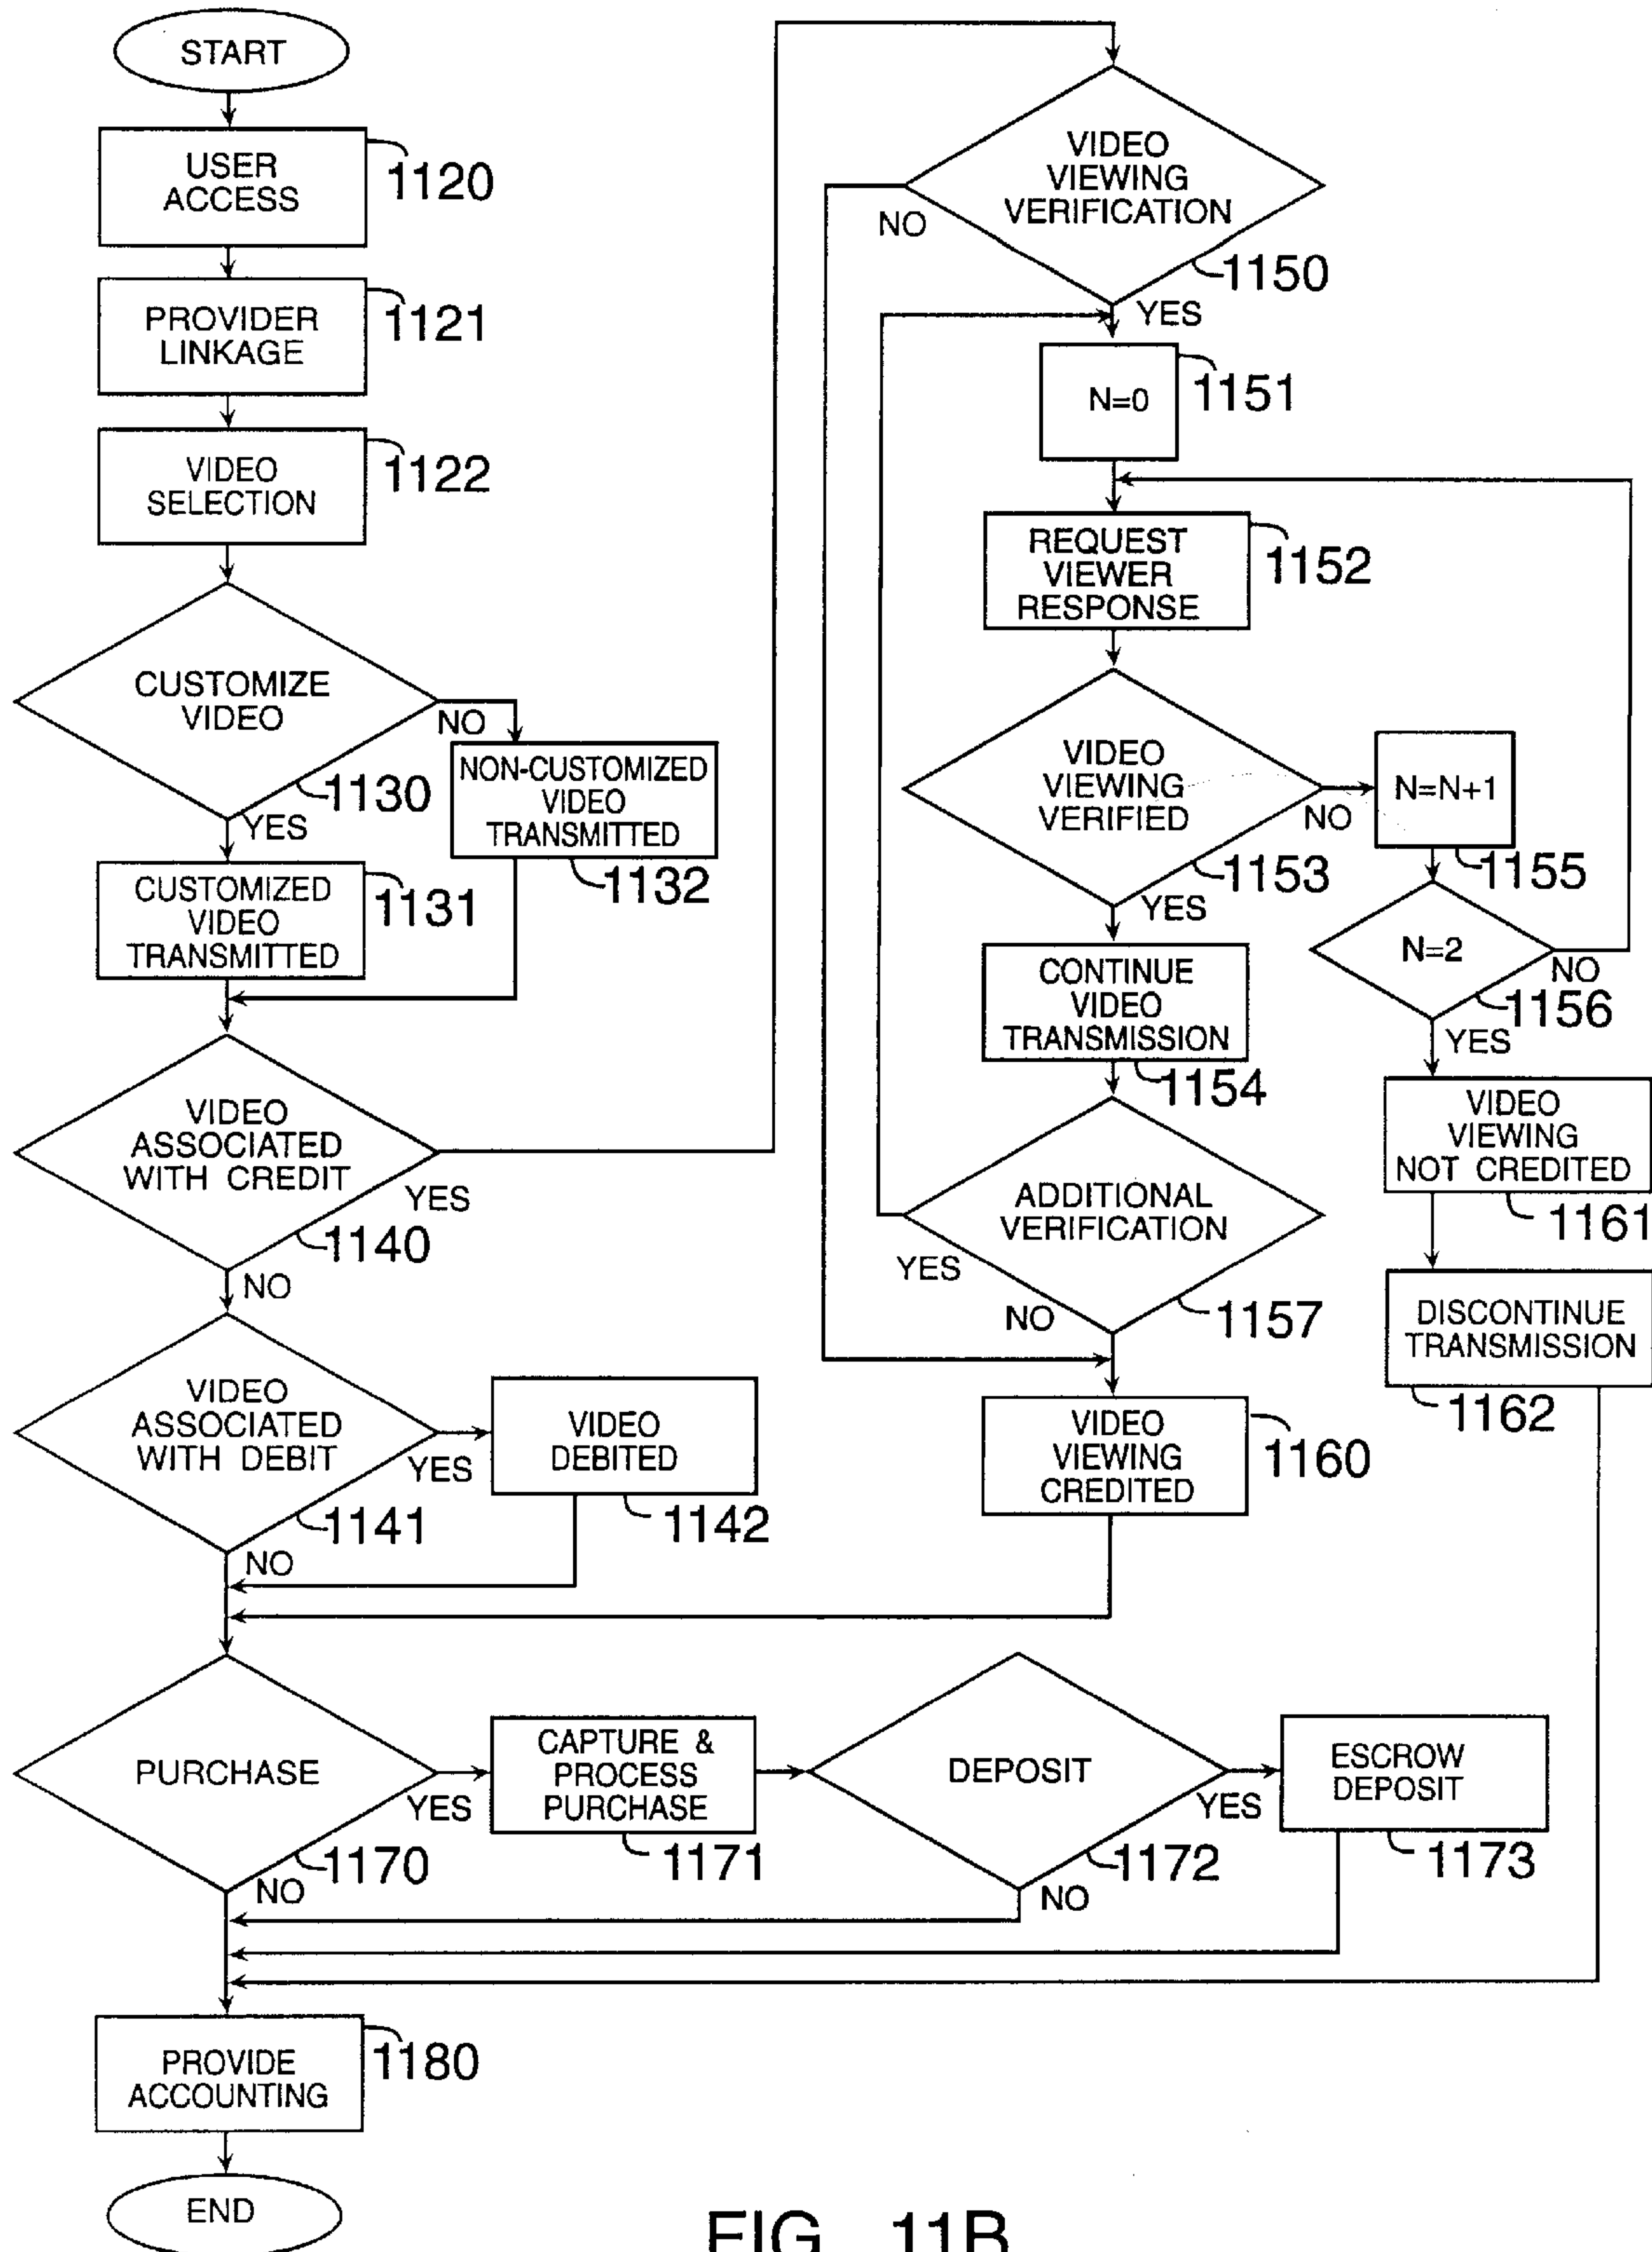 START
USER
ACCESS
1120
PROVIDER
LINKAGE
1121
VIDEO
SELECTION
1122
CUSTOMIZE
VIDEO
NO
1130
YES
NON-CUSTOMIZED
VIDEO
TRANSMITTED
1132
CUSTOMIZED
VIDEO
TRANSMITTED
1131
VIDEO
ASSOCIATED
WITH CREDIT
YES
1140
NO
VIDEO
ASSOCIATED
WITH DEBIT
YES
1141
NO
VIDEO
DEBITED
1142
VIDEO
VIEWING
VERIFICATION
NO
1150
YES
N=0
1151
REQUEST
VIEWER
RESPONSE
1152
VIDEO
VIEWING
VERIFIED
NO
1153
YES
N=N+1
1155
N=2
NO
1156
YES
CONTINUE
VIDEO
TRANSMISSION
1154
ADDITIONAL
VERIFICATION
YES
NO
1157
VIDEO
VIEWING
NOT CREDITED
1161
DISCONTINUE
TRANSMISSION
1162
VIDEO
VIEWING
CREDITED
1160
PURCHASE
YES
1170
NO
CAPTURE &
PROCESS
PURCHASE
1171
DEPOSIT
YES
1172
NO
ESCROW
DEPOSIT
1173
PROVIDE
ACCOUNTING
1180
END
FIG. 11B